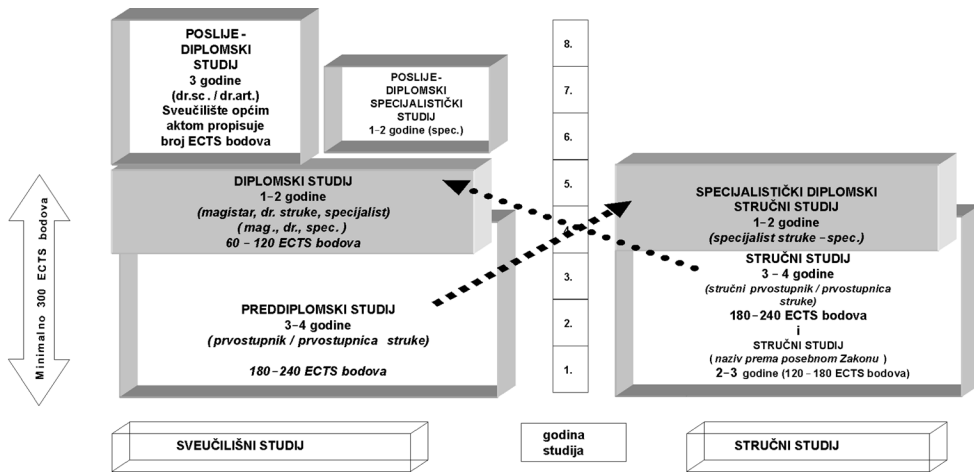 POSLIJE -
DIPLOMSKI
STUDIJ
3 godine
(dr.sc. / dr.art.)
Sveučilište općim
aktom propisuje
broj ECTS bodova
POSLIJE-
DIPLOMSKI
SPECIJALISTIČKI
STUDIJ
1-2 godine (spec.)
DIPLOMSKI STUDIJ
1-2 godine
(magistar, dr. struke, specijalist)
( mag., dr., spec. )
60 - 120 ECTS bodova
PREDDIPLOMSKI STUDIJ
3-4 godine
( prvostupnik / prvostupnica struke)
180-240 ECTS bodova
Minimalno 300 ECTS bodova
8.
7.
6.
5.
4.
3.
2.
1.
SPECIJALISTIČKI DIPLOMSKI
STRUČNI STUDIJ
1-2 godine
(specijalist struke - spec.)
STRUČNI STUDIJ
3 - 4 godine
(stručni prvostupnik / prvostupnica
struke)
180-240 ECTS bodova
i
STRUČNI STUDIJ
( naziv prema posebnom Zakonu )
2-3 godine (120 - 180 ECTS bodova)
SVEUČILIŠNI STUDIJ
godina
studija
STRUČNI STUDIJ